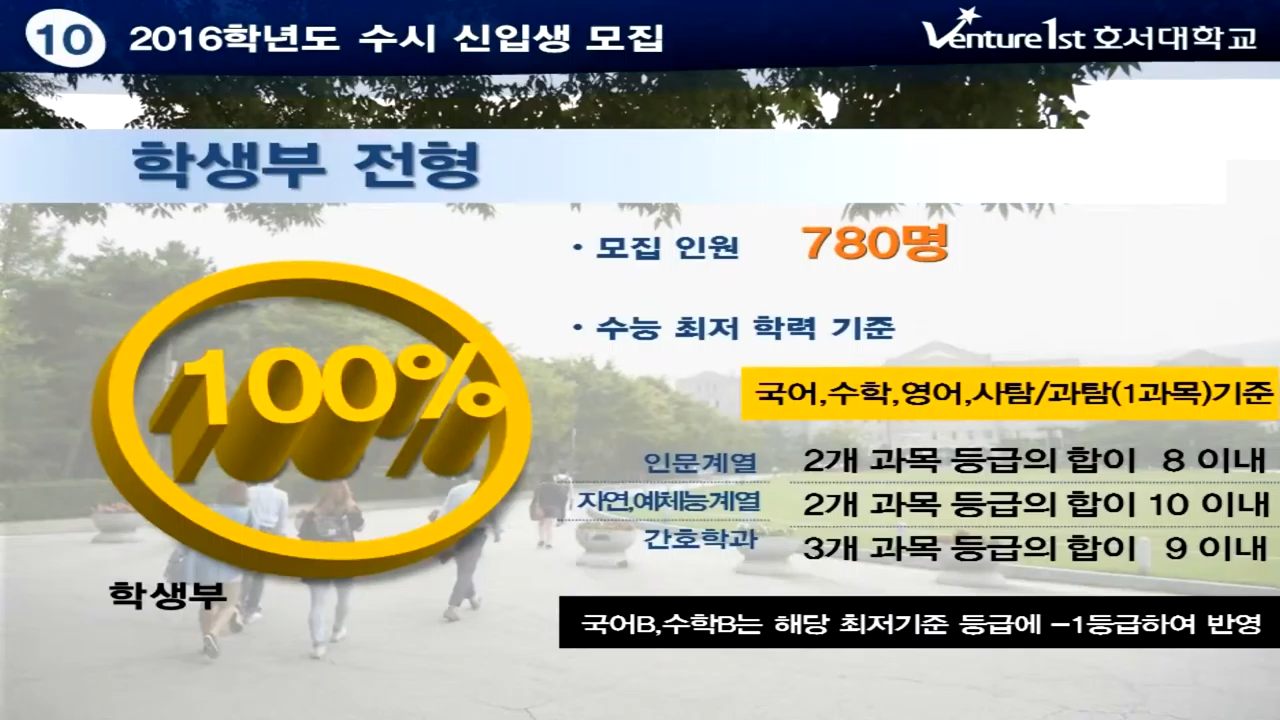 10 2016학년도 수시 신입생 모집
Venture1st 호서대학교
학생부 전형
· 모집 인원 780명
· 수능 최저 학력 기준
100%
학생부
국어,수학,영어,사탐/과탐(1과목)기준
인문계열 2개 과목 등급의 합이 8 이내
자연,예체능계열 2개 과목 등급의 합이 10 이내
간호학과 3개 과목 등급의 합이 9 이내
국어B,수학B는 해당 최저기준 등급에 -1등급하여 반영